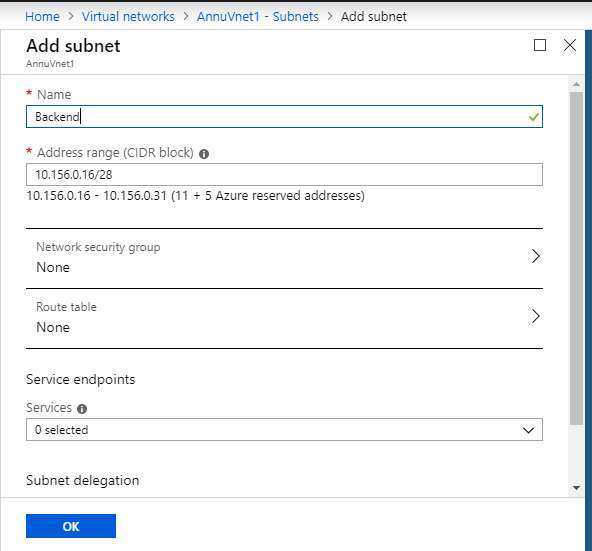 Home > Virtual networks > AnnuVnet1 - Subnets > Add subnet
Add subnet
AnnuVnet1
* Name
Backend
* Address range (CIDR block)
10.156.0.16/28
10.156.0.16 - 10.156.0.31 (11 + 5 Azure reserved addresses)
Network security group
None
Route table
None
Service endpoints
Services
0 selected
Subnet delegation
OK